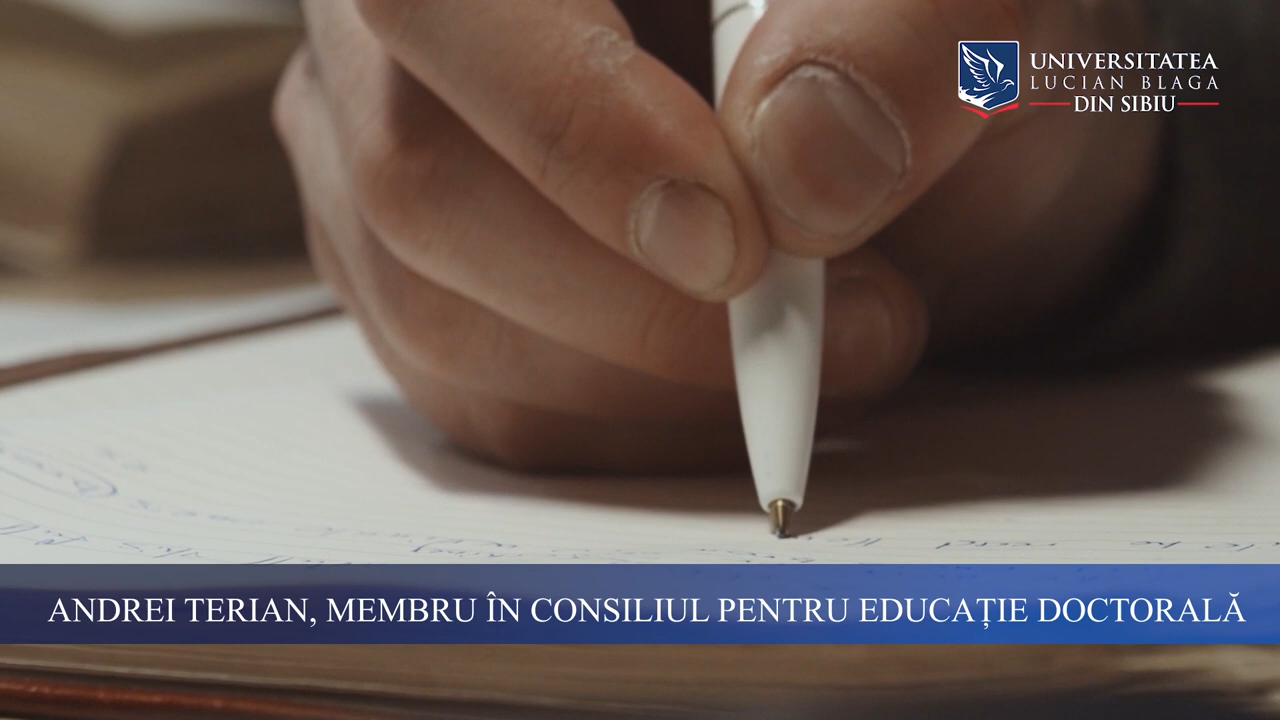 UNIVERSITATEA
LUCIAN BLAGA
DIN SIBIU
ANDREI TERIAN, MEMBRU ÎN CONSILIUL PENTRU EDUCAȚIE DOCTORALĂ